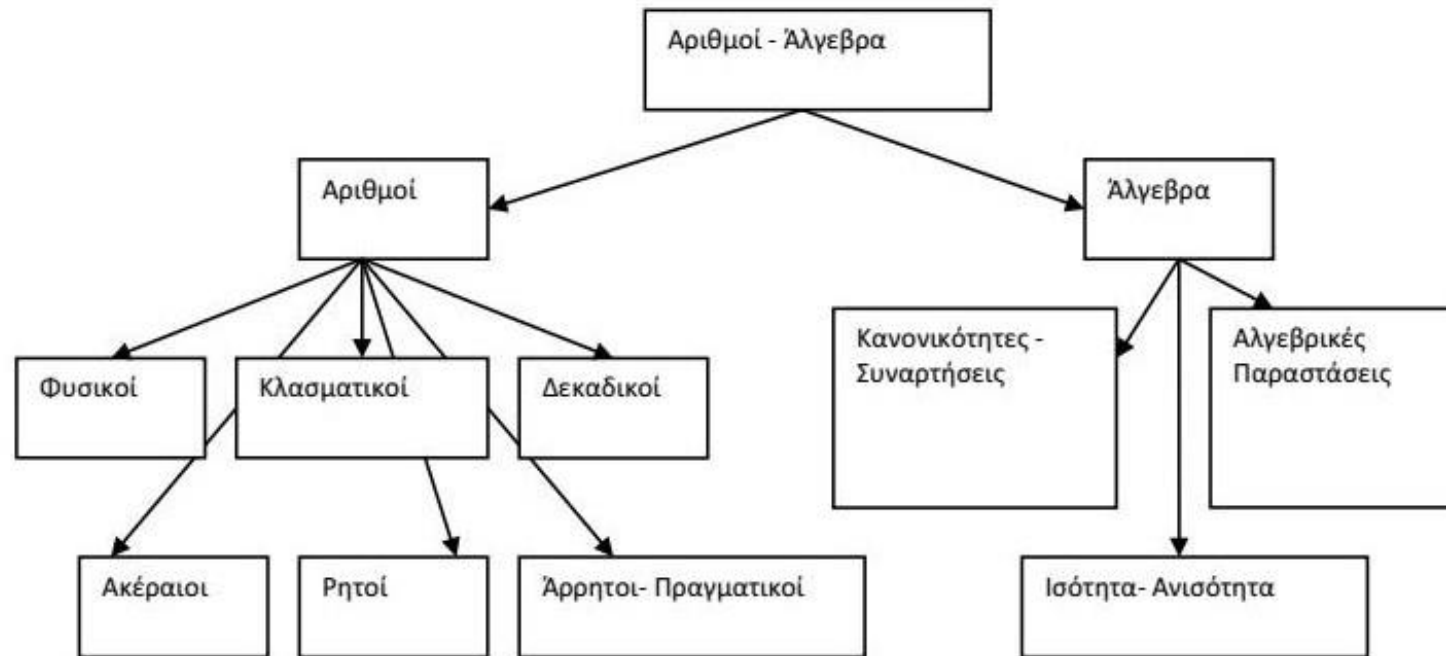 Αριθμοί - Άλγεβρα
Αριθμοί
Άλγεβρα
Κανονικότητες -
Συναρτήσεις
Αλγεβρικές
Παραστάσεις
Φυσικοί
Κλασματικοί
Δεκαδικοί
Ακέραιοι
Ρητοί
Άρρητοι- Πραγματικοί
Ισότητα- Ανισότητα